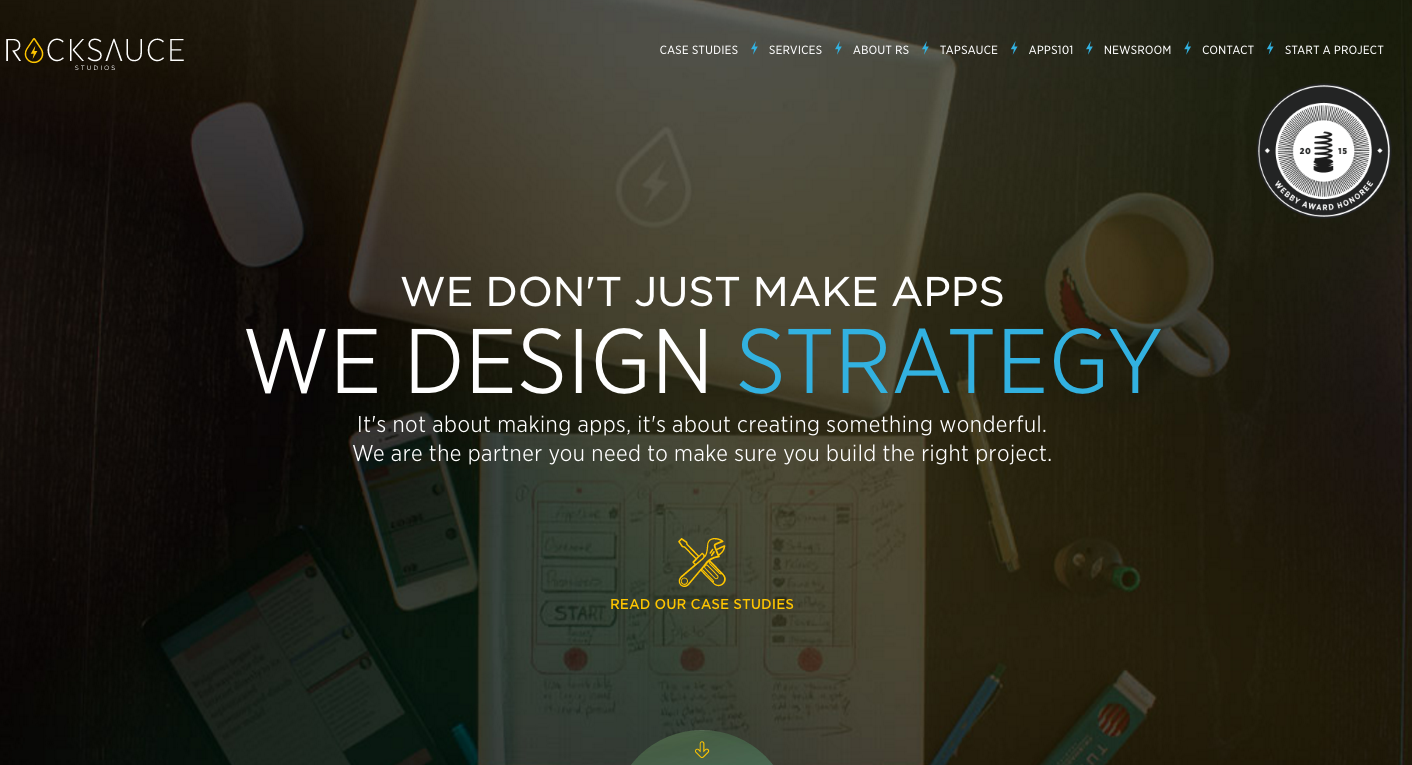 ROCKSAUCE
STUDIOS
CASE STUDIES SERVICES ABOUT RS TAPSAUCE APPS101 NEWSROOM CONTACT START A PROJECT
20 15
WEBBY AWARD HONOREE
WE DON'T JUST MAKE APPS
WE DESIGN STRATEGY
It's not about making apps, it's about creating something wonderful.
We are the partner you need to make sure you build the right project.
READ OUR CASE STUDIES
START